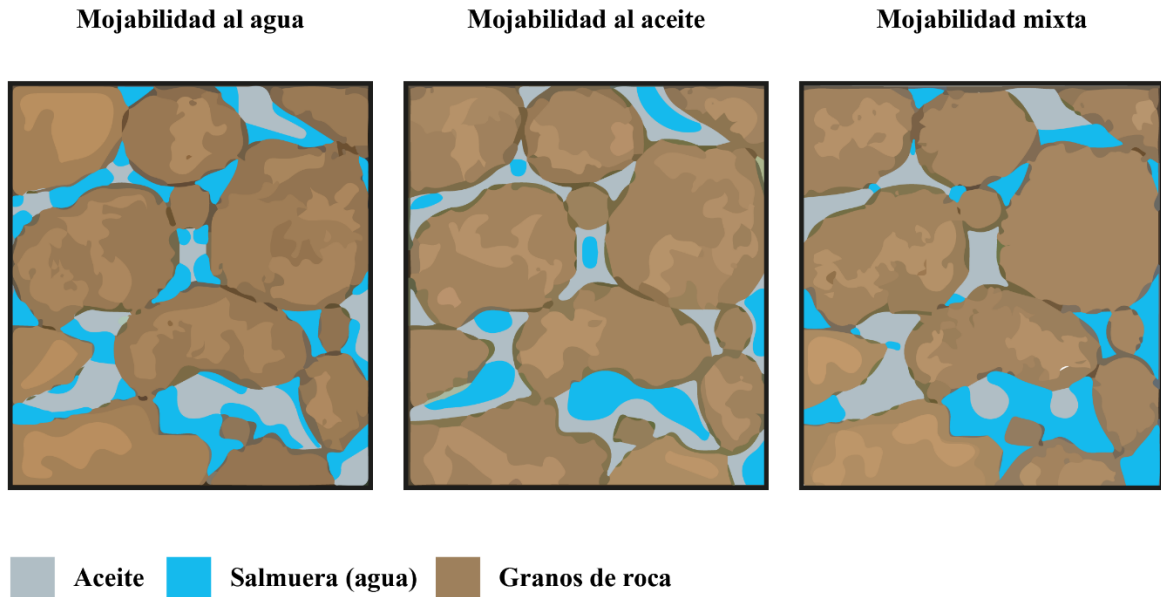 Mojabilidad al agua
Mojabilidad al aceite
Mojabilidad mixta
Aceite
Salmuera (agua)
Granos de roca